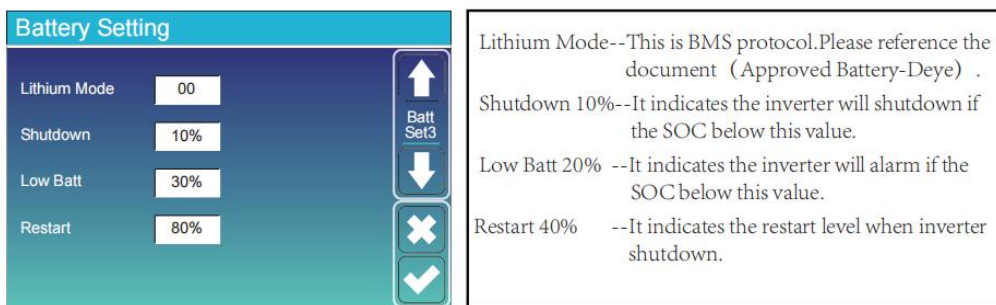 Battery Setting
Lithium Mode 00
Shutdown 10%
Low Batt 30%
Restart 80%
Batt
Set3
Lithium Mode--This is BMS protocol.Please reference the
document（Approved Battery-Deye）.
Shutdown 10%--It indicates the inverter will shutdown if
the SOC below this value.
Low Batt 20% --It indicates the inverter will alarm if the
SOC below this value.
Restart 40% --It indicates the restart level when inverter
shutdown.